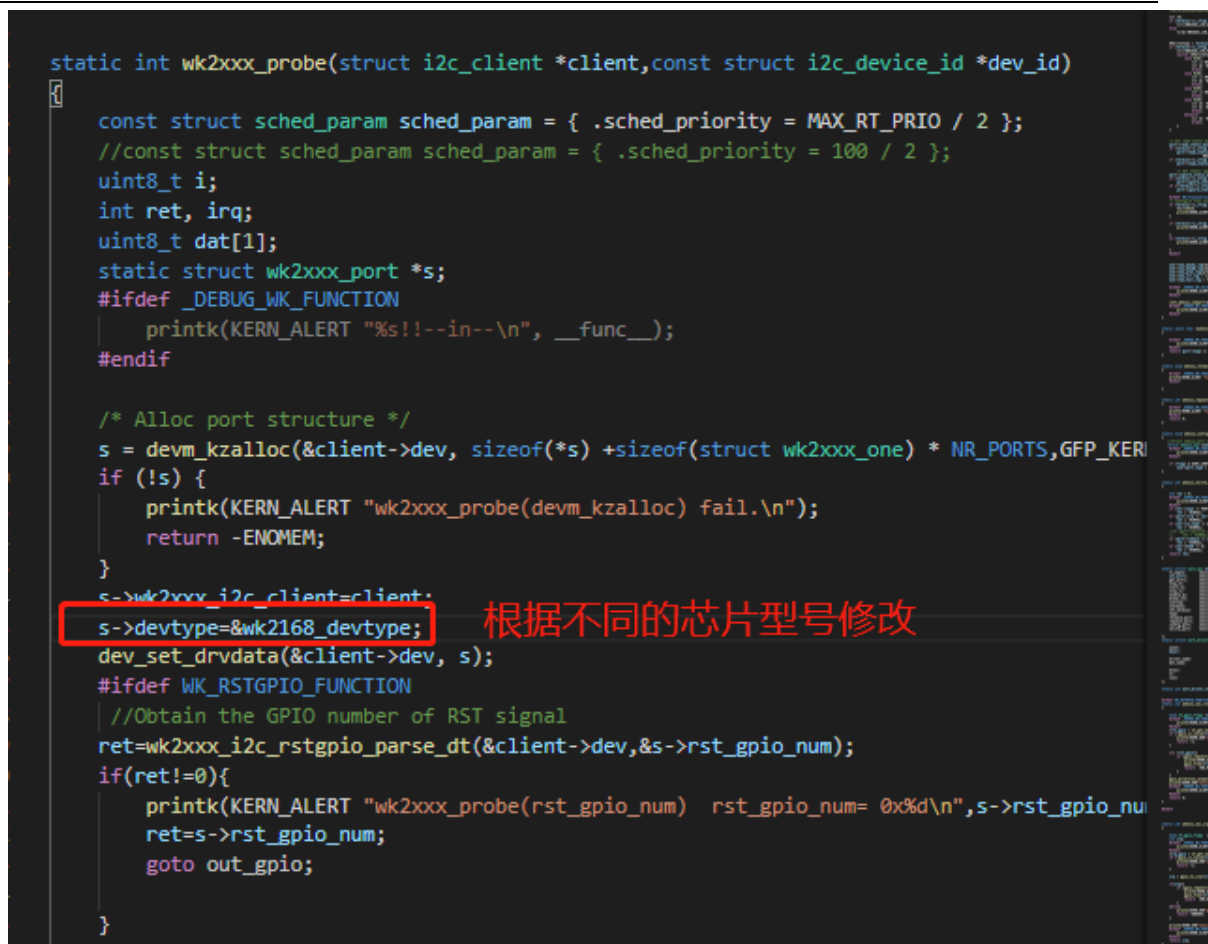 static int wk2xxx_probe(struct i2c_client *client,const struct i2c_device_id *dev_id)
{
const struct sched_param sched_param = { .sched_priority = MAX_RT_PRIO / 2 };
//const struct sched_param sched_param = { .sched_priority = 100 / 2 };
uint8_t i;
int ret, irq;
uint8_t dat[1];
static struct wk2xxx_port *s;
#ifdef _DEBUG_WK_FUNCTION
printk(KERN_ALERT "%s!!--in--\n", __func__);
#endif
/* Alloc port structure */
s = devm_kzalloc(&client->dev, sizeof(*s) +sizeof(struct wk2xxx_one) * NR_PORTS,GFP_KER
if (!s) {
printk(KERN_ALERT "wk2xxx_probe(devm_kzalloc) fail.\n");
return -ENOMEM;
}
s->wk2xxx_i2c_client=client;
s->devtype=&wk2168_devtype; 根据不同的芯片型号修改
dev_set_drvdata(&client->dev, s);
#ifdef WK_RSTGPIO_FUNCTION
//Obtain the GPIO number of RST signal
ret=wk2xxx_i2c_rstgpio_parse_dt(&client->dev,&s->rst_gpio_num);
if(ret!=0){
printk(KERN_ALERT "wk2xxx_probe(rst_gpio_num)  rst_gpio_num= 0x%d\n",s->rst_gpio_nu
ret=s->rst_gpio_num;
goto out_gpio;
}